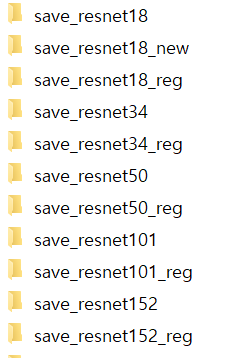 save_resnet18
save_resnet18_new
save_resnet18_reg
save_resnet34
save_resnet34_reg
save_resnet50
save_resnet50_reg
save_resnet101
save_resnet101_reg
save_resnet152
save_resnet152_reg